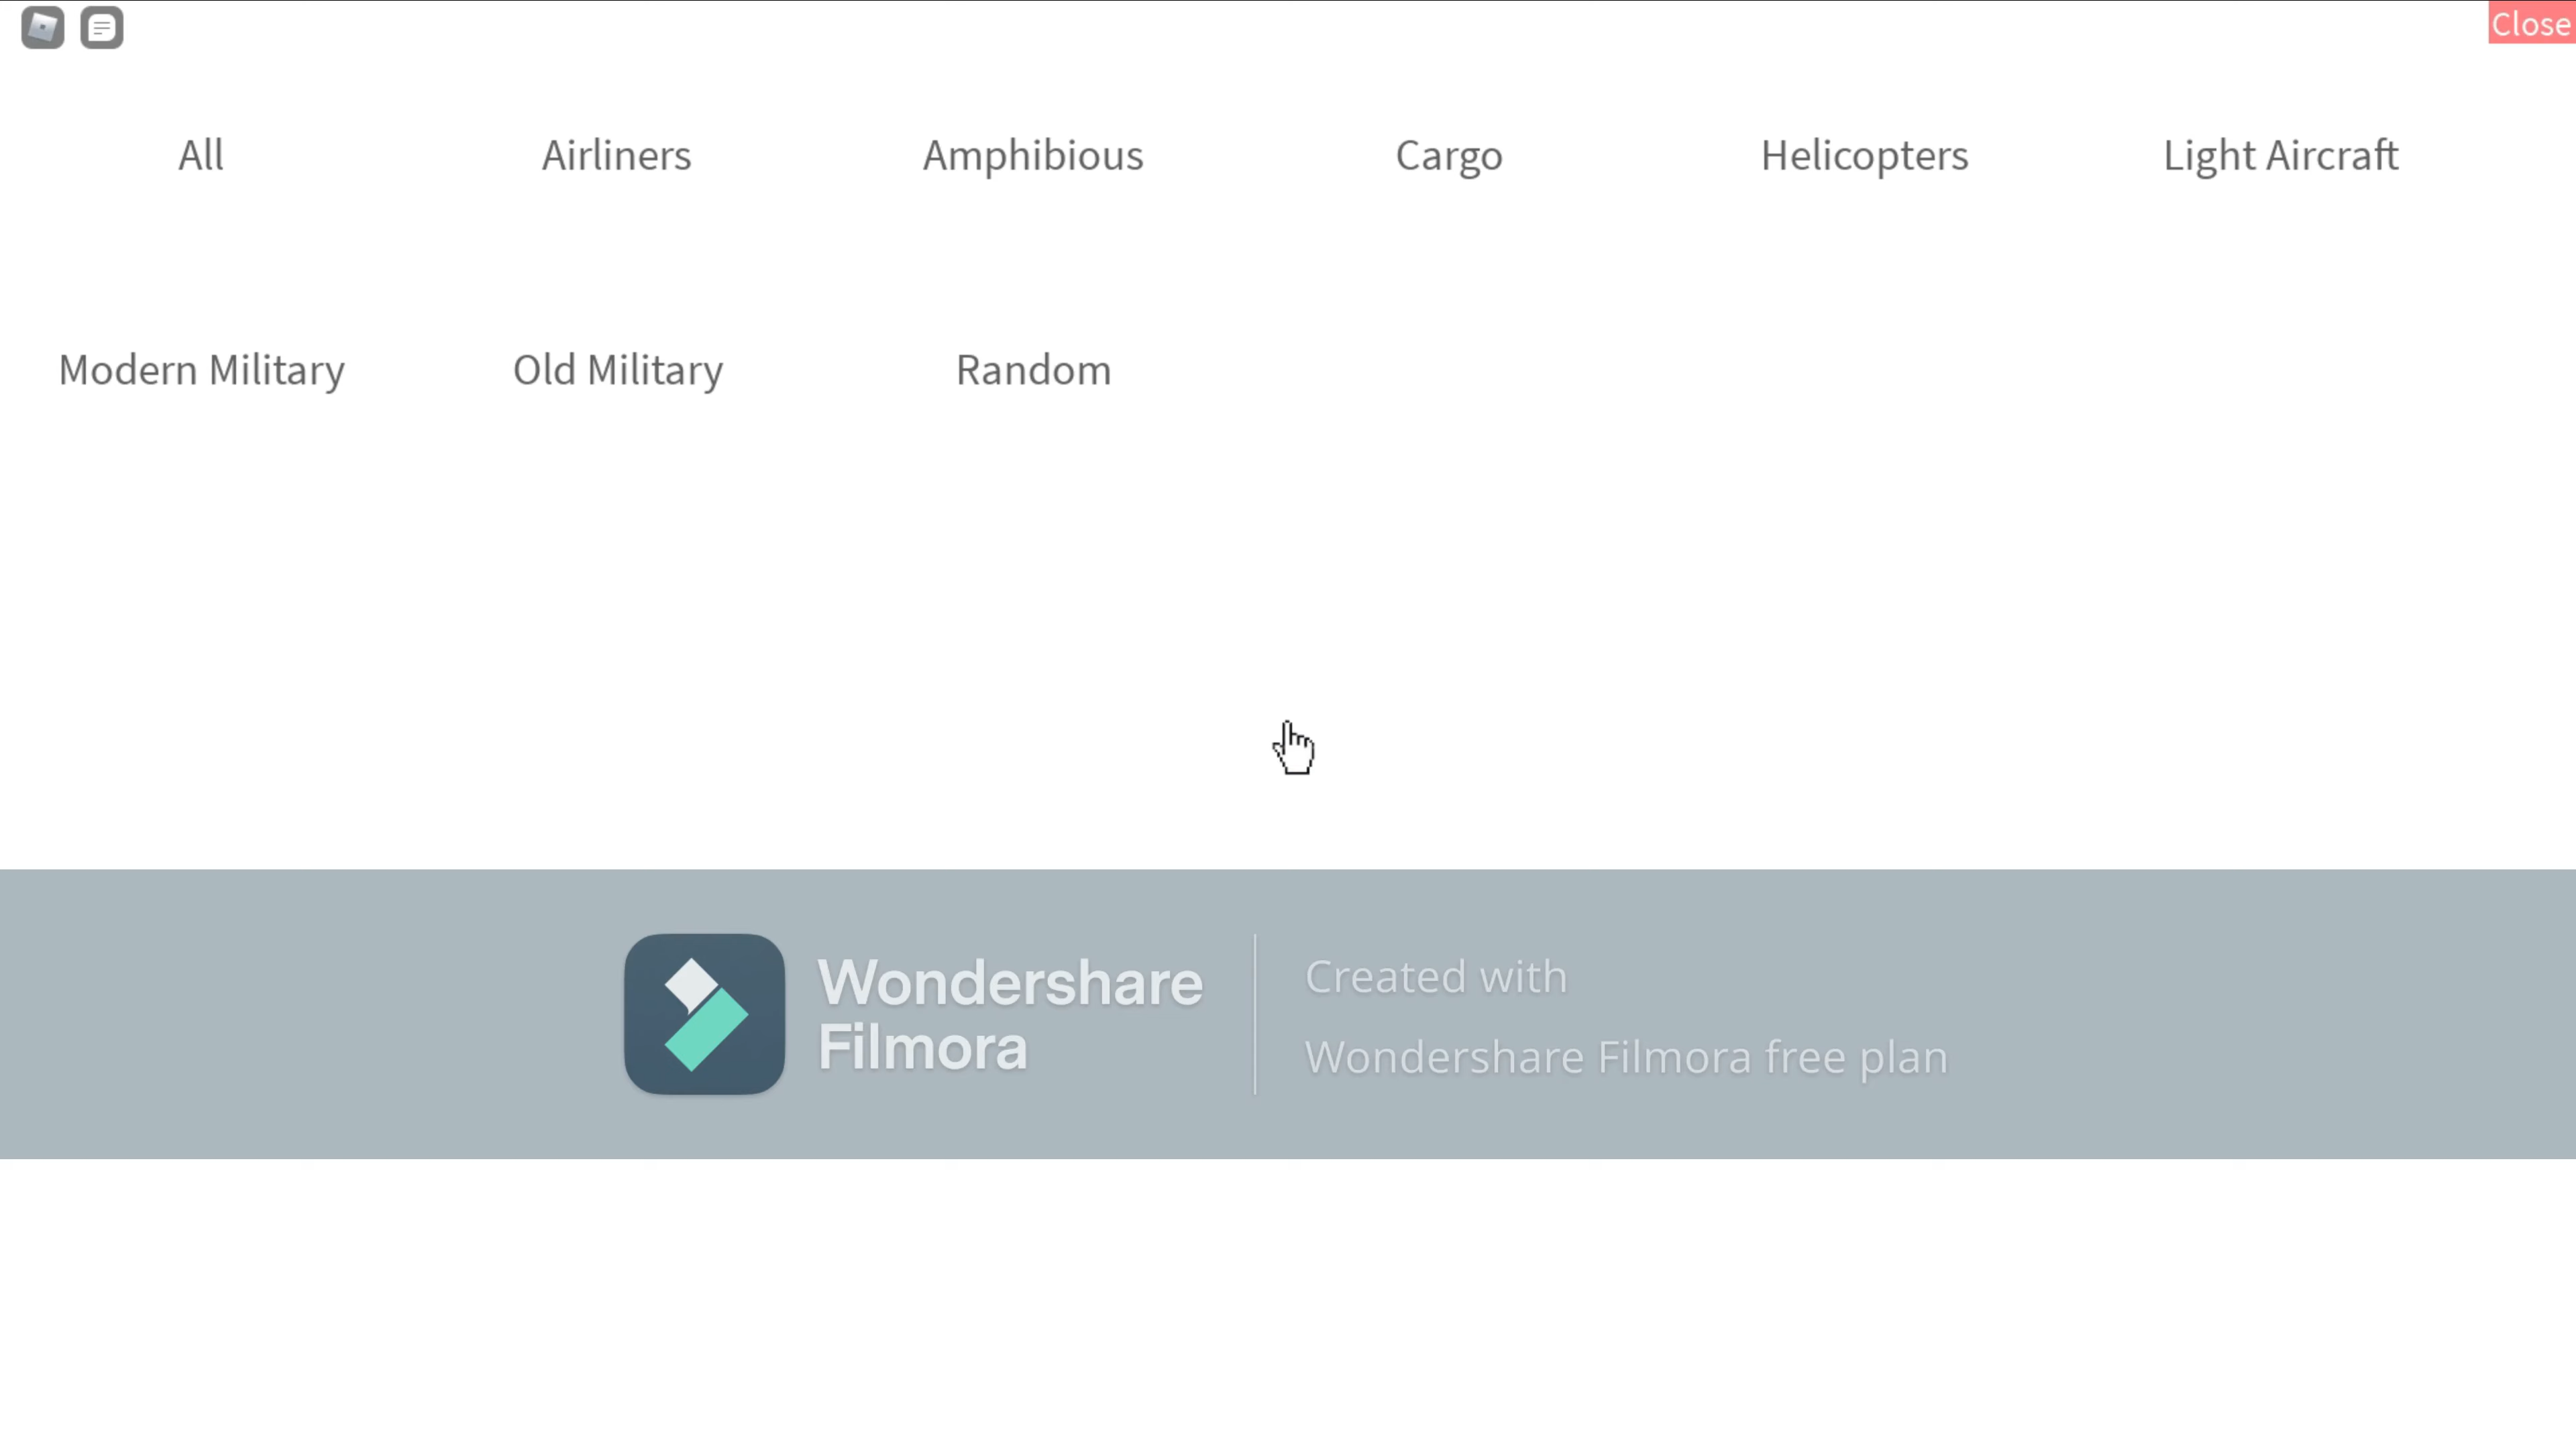 Close
All Airliners Amphibious Cargo Helicopters Light Aircraft
Modern Military Old Military Random
Wondershare
Filmora
Created with
Wondershare Filmora free plan